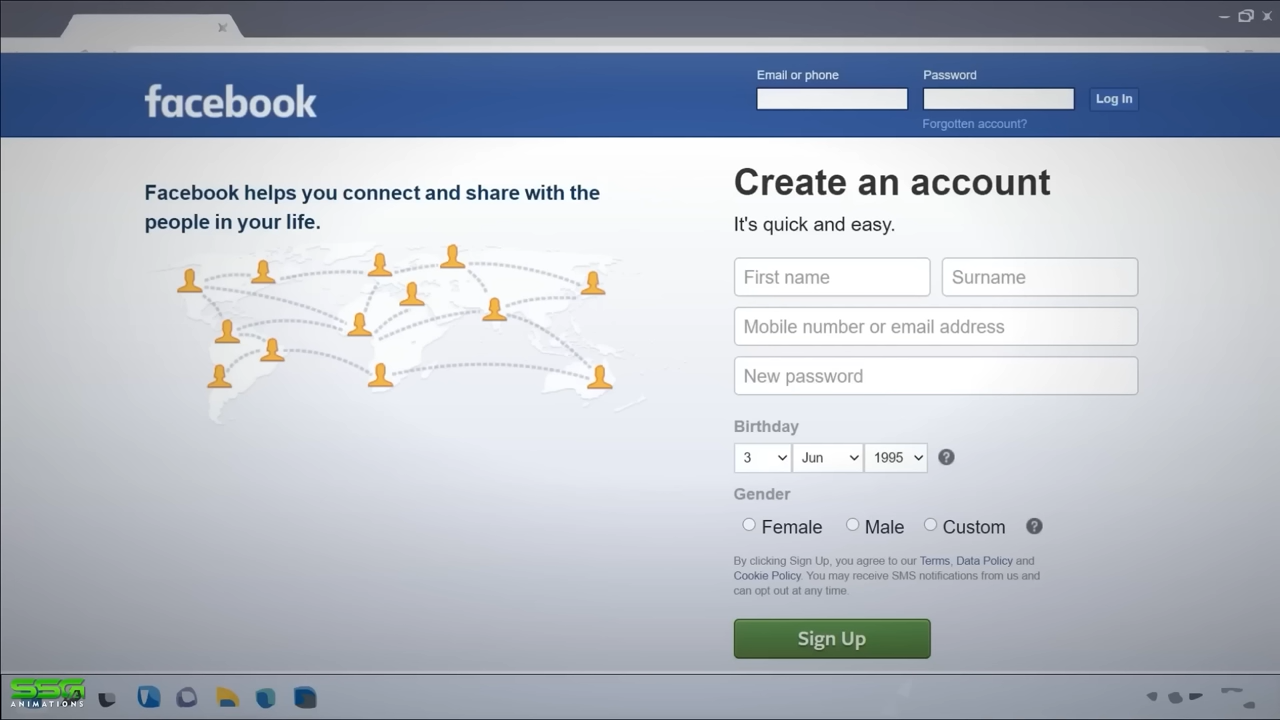 facebook
Email or phone
Password
Log In
Forgotten account?
Facebook helps you connect and share with the
people in your life.
Create an account
It's quick and easy.
First name
Surname
Mobile number or email address
New password
Birthday
3
Jun
1995
?
Gender
Female
Male
Custom
?
By clicking Sign Up, you agree to our Terms, Data Policy and
Cookie Policy. You may receive SMS notifications from us and
can opt out at any time.
Sign Up
SSG
ANIMATIONS